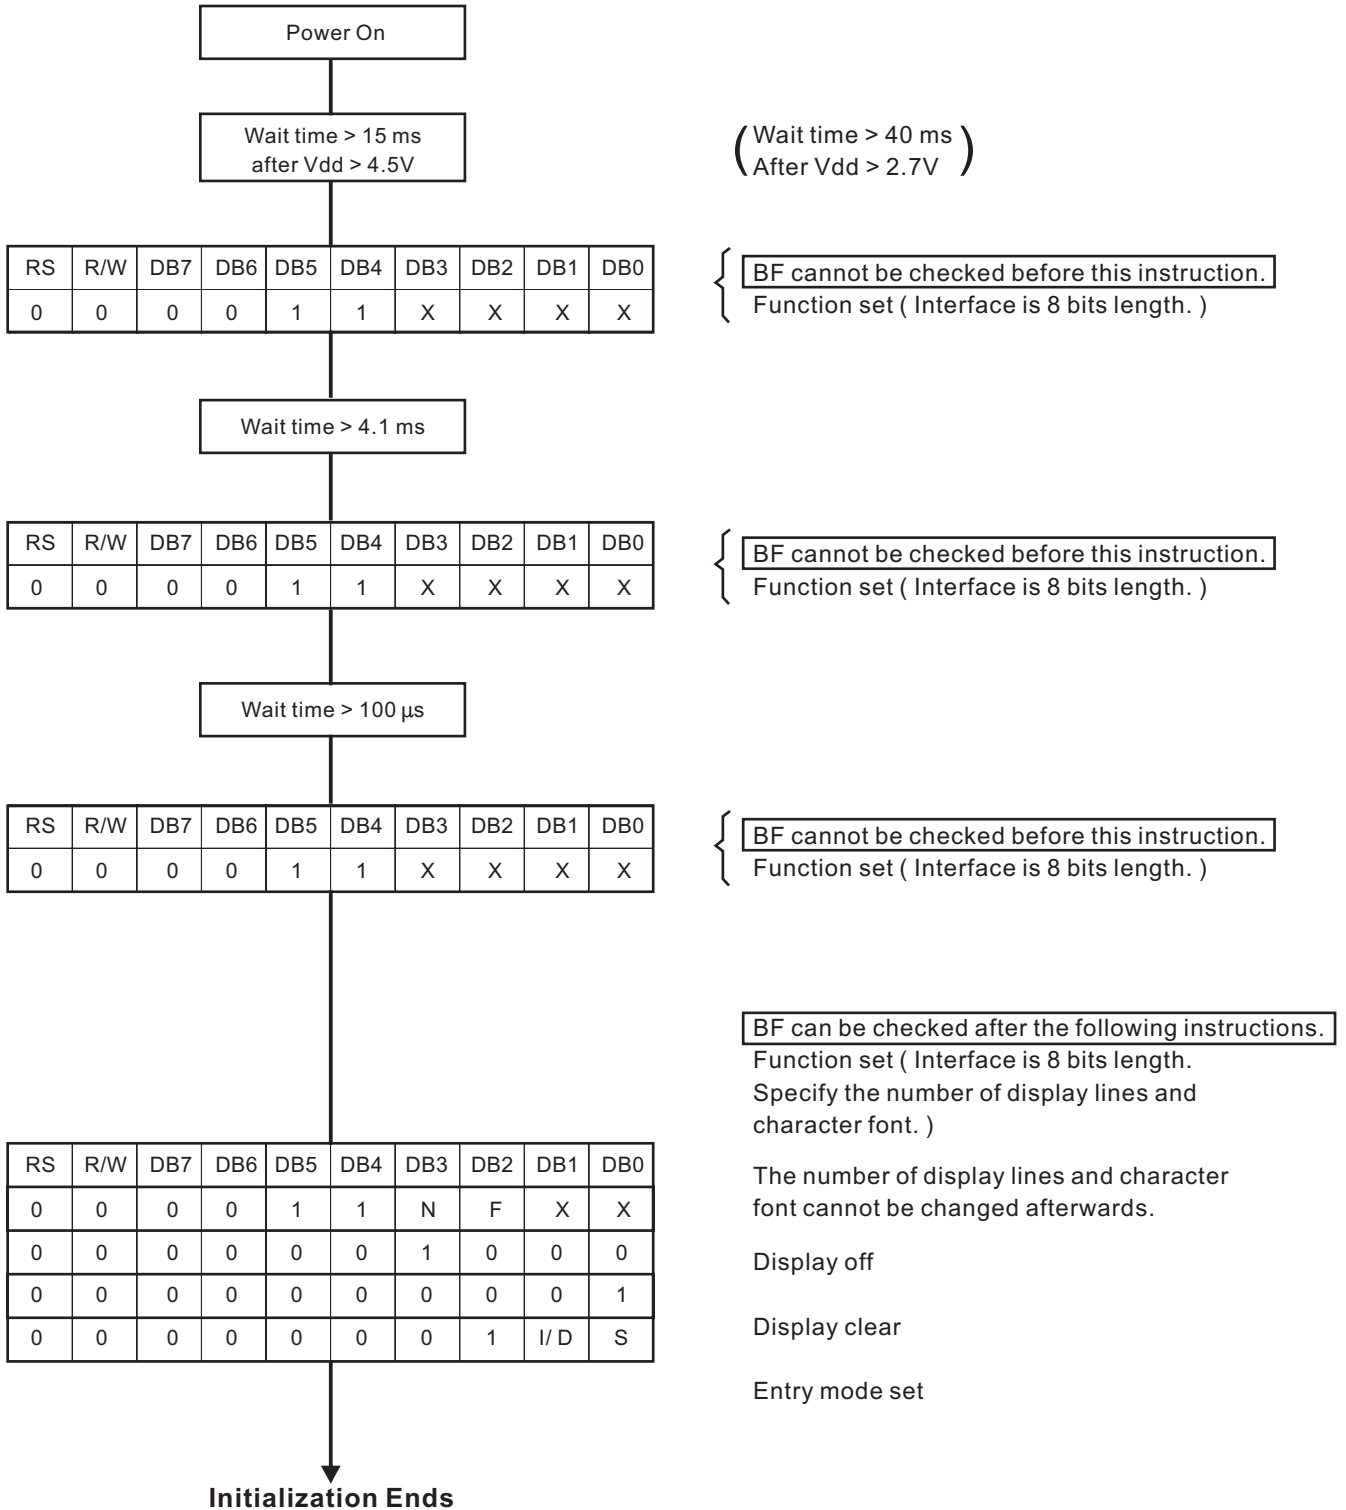 Power On
Wait time > 15 ms
after Vdd > 4.5V
(Wait time > 40 ms
After Vdd > 2.7V)
RS R/W DB7 DB6 DB5 DB4 DB3 DB2 DB1 DB0
0 0 0 0 1 1 X X X X
BF cannot be checked before this instruction.
Function set ( Interface is 8 bits length. )
Wait time > 4.1 ms
RS R/W DB7 DB6 DB5 DB4 DB3 DB2 DB1 DB0
0 0 0 0 1 1 X X X X
BF cannot be checked before this instruction.
Function set ( Interface is 8 bits length. )
Wait time > 100 µs
RS R/W DB7 DB6 DB5 DB4 DB3 DB2 DB1 DB0
0 0 0 0 1 1 X X X X
BF cannot be checked before this instruction.
Function set ( Interface is 8 bits length. )
BF can be checked after the following instructions.
Function set ( Interface is 8 bits length.
Specify the number of display lines and
character font. )
The number of display lines and character
font cannot be changed afterwards.
Display off
Display clear
Entry mode set
RS R/W DB7 DB6 DB5 DB4 DB3 DB2 DB1 DB0
0 0 0 0 1 1 N F X X
0 0 0 0 0 0 1 0 0 0
0 0 0 0 0 0 0 0 0 1
0 0 0 0 0 0 0 1 I/ D S
Initialization Ends